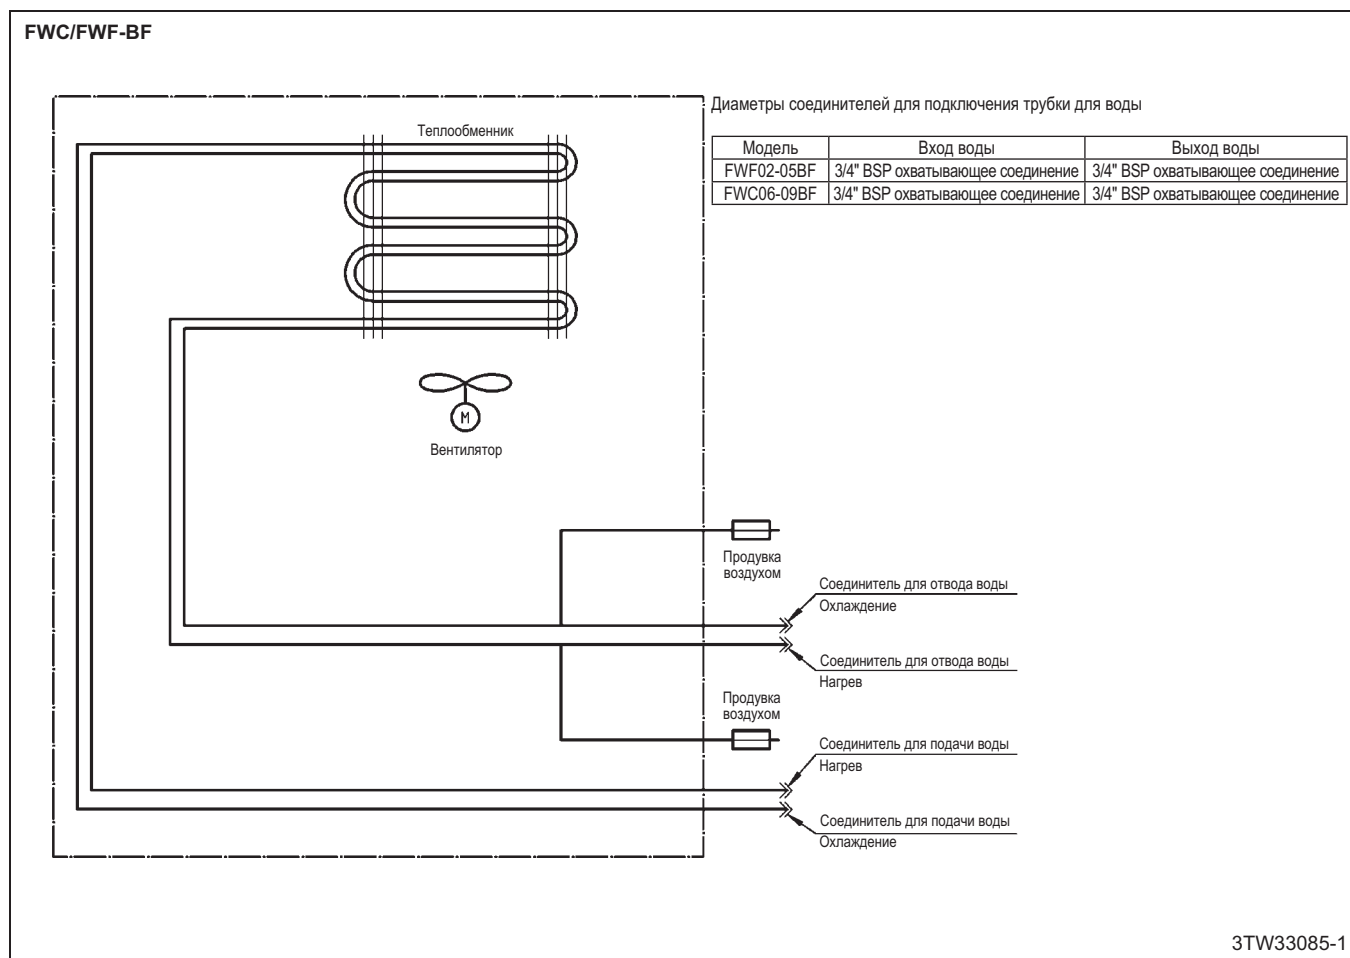 FWC/FWF-BF
Диаметры соединителей для подключения трубки для воды
Теплообменник
Модель Вход воды Выход воды
FWF02-05BF 3/4" BSP охватывающее соединение 3/4" BSP охватывающее соединение
FWC06-09BF 3/4" BSP охватывающее соединение 3/4" BSP охватывающее соединение
M
Вентилятор
Продувка
воздухом
Соединитель для отвода воды
Охлаждение
Соединитель для отвода воды
Нагрев
Продувка
воздухом
Соединитель для подачи воды
Нагрев
Соединитель для подачи воды
Охлаждение
3TW33085-1